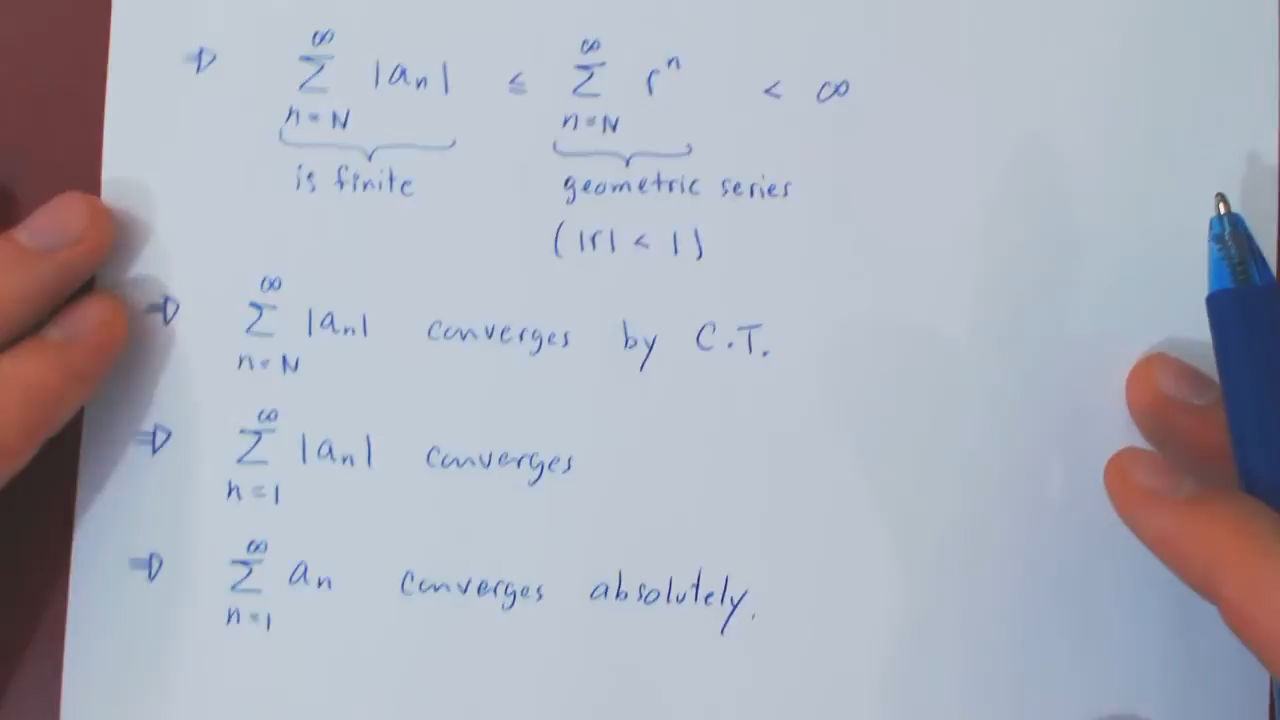 ⇒ ∞∑n=N |aₙ| ≤ ∞∑n=N rⁿ < ∞
is finite geometric series
(|r| < 1)
⇒ ∞∑n=N |aₙ| converges by C.T.
⇒ ∞∑n=1 |aₙ| converges
⇒ ∞∑n=1 aₙ converges absolutely.